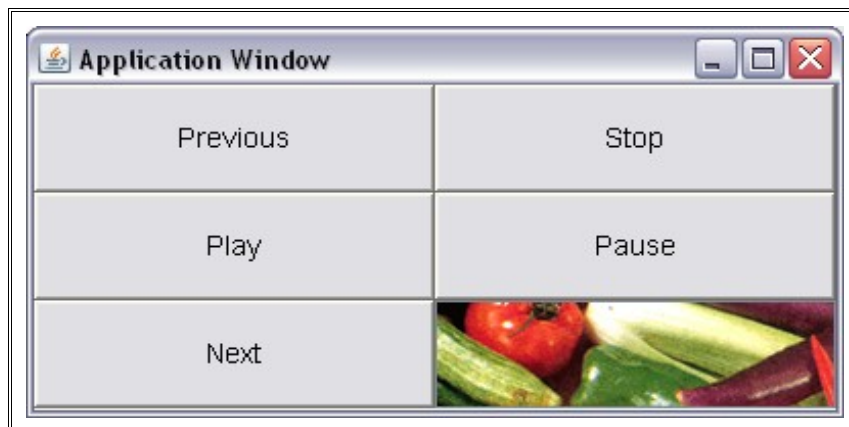 Application Window
Previous
Stop
Play
Pause
Next